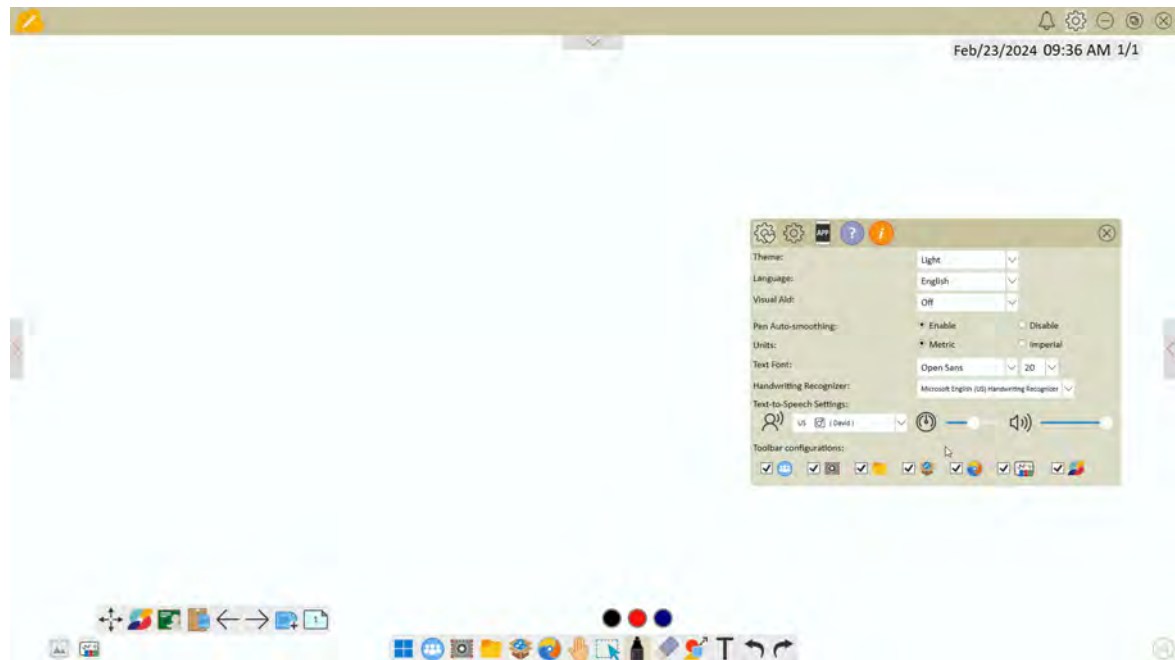 Feb/23/2024 09:36 AM 1/1
APP ? i
Theme: Light
Language: English
Visual Aid: Off
Pen Auto-smoothing: Enable Disable
Units: Metric Imperial
Text Font: Open Sans 20
Handwriting Recognizer: Microsoft English (US) Handwriting Recognizer
Text-to-Speech Settings:
US ( David )
Toolbar configurations:
1
T